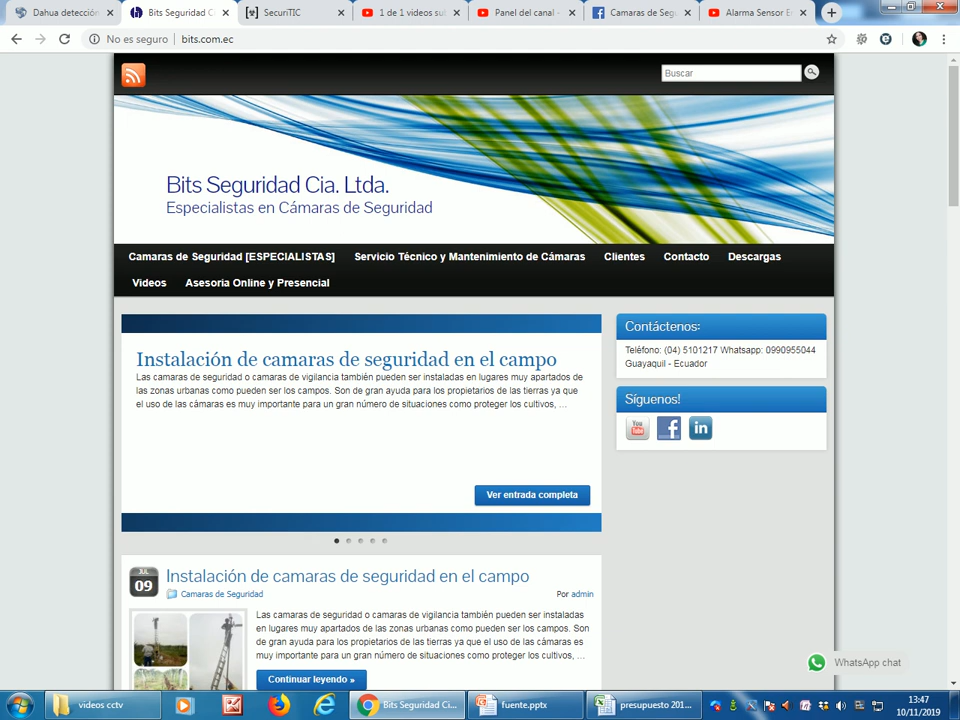 Dahua detección
Bits Seguridad C
SecuriTIC
1 de 1 videos su
Panel del canal -
Camaras de Seg
Alarma Sensor E
No es seguro
bits.com.ec
Buscar
Bits Seguridad Cia. Ltda.
Especialistas en Cámaras de Seguridad
Camaras de Seguridad [ESPECIALISTAS]
Servicio Técnico y Mantenimiento de Cámaras
Clientes
Contacto
Descargas
Videos
Asesoria Online y Presencial
Instalación de camaras de seguridad en el campo
Las camaras de seguridad o camaras de vigilancia también pueden ser instaladas en lugares muy apartados de
las zonas urbanas como pueden ser los campos. Son de gran ayuda para los propietarios de las tierras ya que
el uso de las cámaras es muy importante para un gran número de situaciones como proteger los cultivos, …
Ver entrada completa
Contáctenos:
Teléfono: (04) 5101217 Whatsapp: 0990955044
Guayaquil - Ecuador
Síguenos!
You
Tube
f
in
JUL
09
Instalación de camaras de seguridad en el campo
Camaras de Seguridad
Por admin
Las camaras de seguridad o camaras de vigilancia también pueden ser instaladas
en lugares muy apartados de las zonas urbanas como pueden ser los campos. Son
de gran ayuda para los propietarios de las tierras ya que el uso de las cámaras es
muy importante para un gran número de situaciones como proteger los cultivos, …
Continuar leyendo »
WhatsApp chat
videos cctv
Bits Seguridad Ci...
fuente.pptx
presupuesto 201...
13:47
10/11/2019